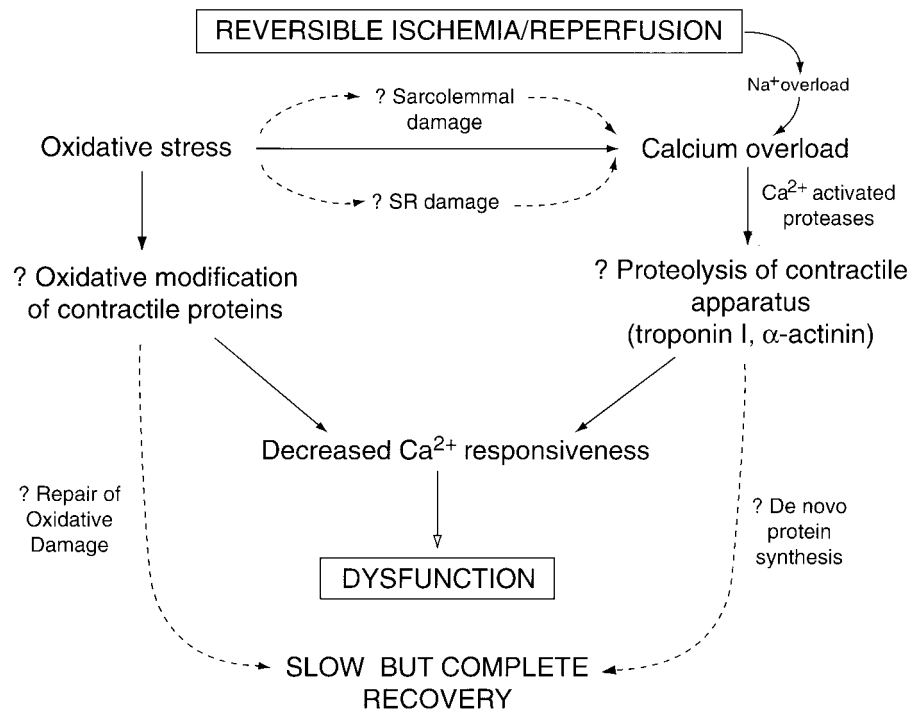 REVERSIBLE ISCHEMIA/REPERFUSION
Na+ overload
? Sarcolemmal
damage
Oxidative stress
Calcium overload
? SR damage
Ca2+ activated
proteases
? Oxidative modification
of contractile proteins
? Proteolysis of contractile
apparatus
(troponin I, α-actinin)
Decreased Ca2+ responsiveness
? Repair of
Oxidative
Damage
? De novo
protein
synthesis
DYSFUNCTION
SLOW BUT COMPLETE
RECOVERY